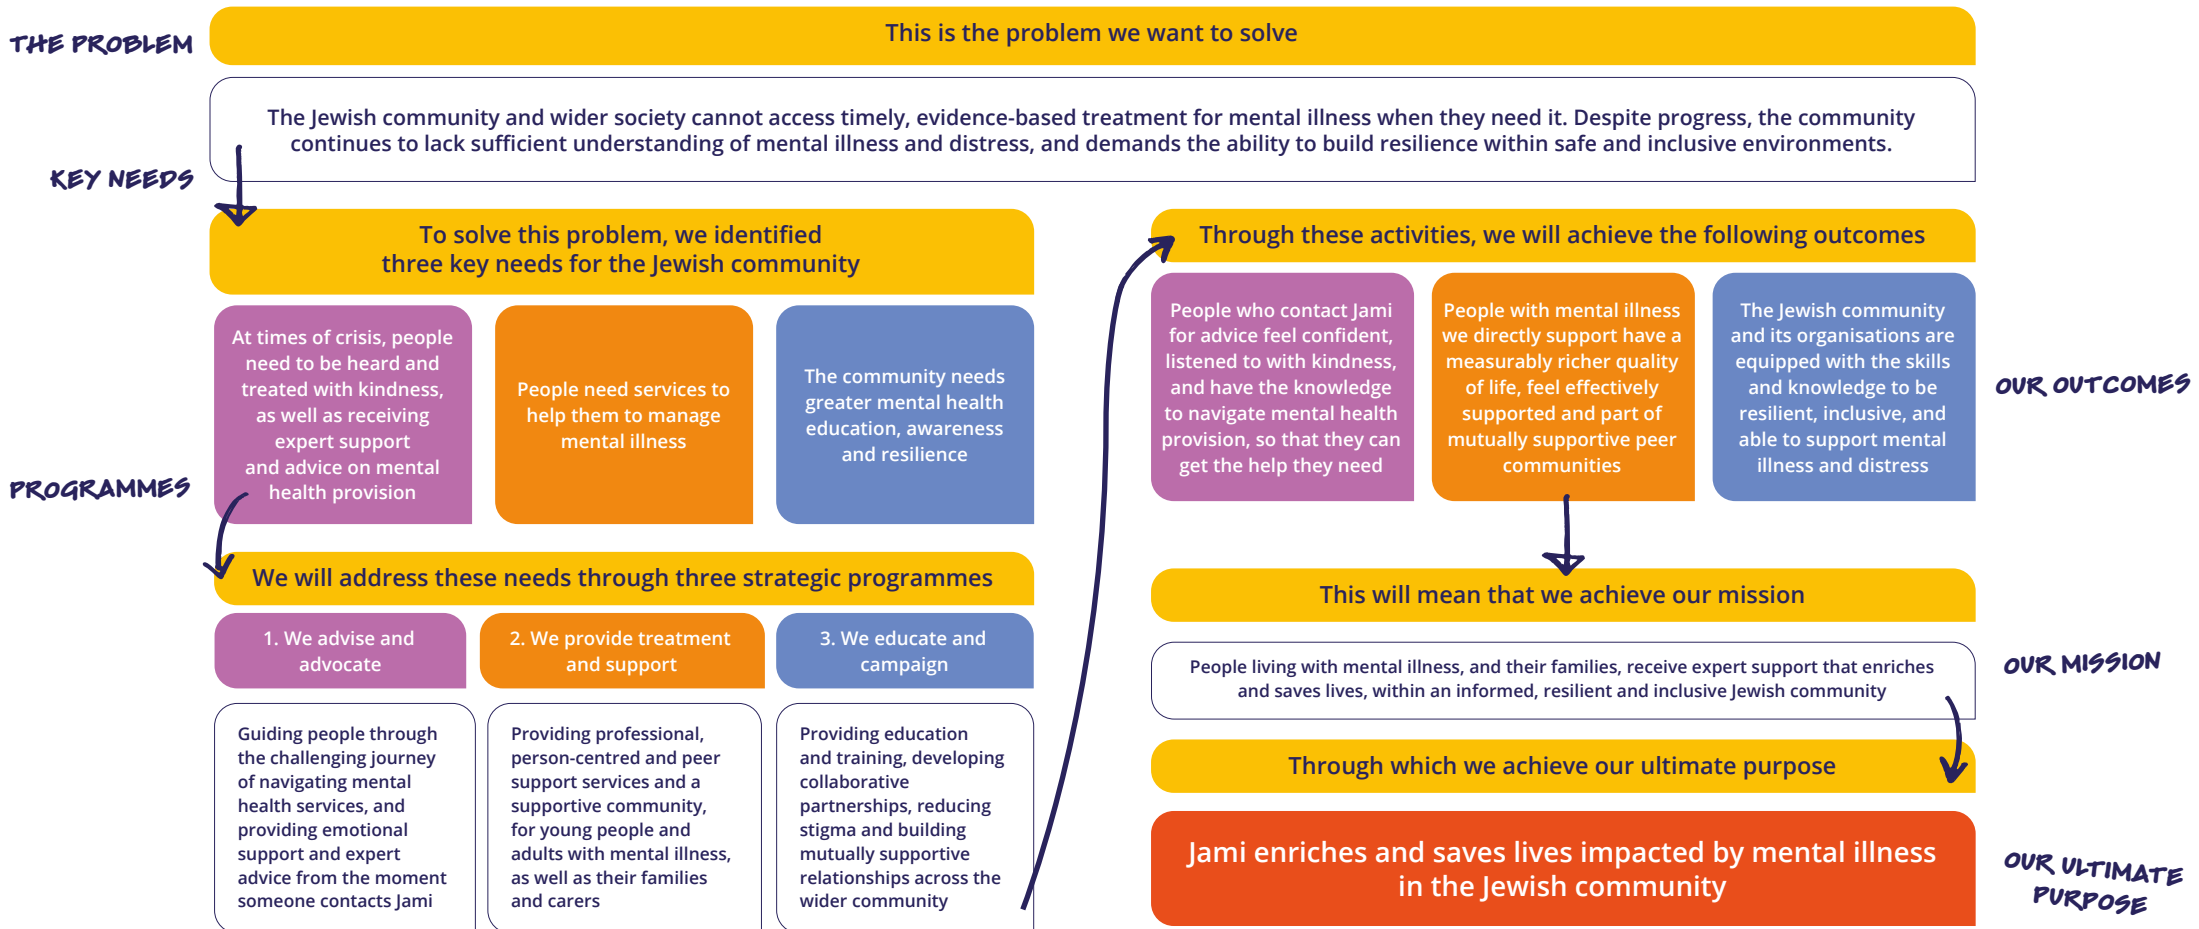 THE PROBLEM
This is the problem we want to solve
The Jewish community and wider society cannot access timely, evidence-based treatment for mental illness when they need it. Despite progress, the community
continues to lack sufficient understanding of mental illness and distress, and demands the ability to build resilience within safe and inclusive environments.
KEY NEEDS
To solve this problem, we identified
three key needs for the Jewish community
At times of crisis, people
need to be heard and
treated with kindness,
as well as receiving
expert support
and advice on mental
health provision
People need services to
help them to manage
mental illness
The community needs
greater mental health
education, awareness
and resilience
PROGRAMMES
We will address these needs through three strategic programmes
1. We advise and
advocate
2. We provide treatment
and support
3. We educate and
campaign
Guiding people through
the challenging journey
of navigating mental
health services, and
providing emotional
support and expert
advice from the moment
someone contacts Jami
Providing professional,
person-centred and peer
support services and a
supportive community,
for young people and
adults with mental illness,
as well as their families
and carers
Providing education
and training, developing
collaborative
partnerships, reducing
stigma and building
mutually supportive
relationships across the
wider community
Through these activities, we will achieve the following outcomes
People who contact Jami
for advice feel confident,
listened to with kindness,
and have the knowledge
to navigate mental health
provision, so that they can
get the help they need
People with mental illness
we directly support have a
measurably richer quality
of life, feel effectively
supported and part of
mutually supportive peer
communities
The Jewish community
and its organisations are
equipped with the skills
and knowledge to be
resilient, inclusive, and
able to support mental
illness and distress
OUR OUTCOMES
This will mean that we achieve our mission
People living with mental illness, and their families, receive expert support that enriches
and saves lives, within an informed, resilient and inclusive Jewish community
OUR MISSION
Through which we achieve our ultimate purpose
Jami enriches and saves lives impacted by mental illness
in the Jewish community
OUR ULTIMATE
PURPOSE